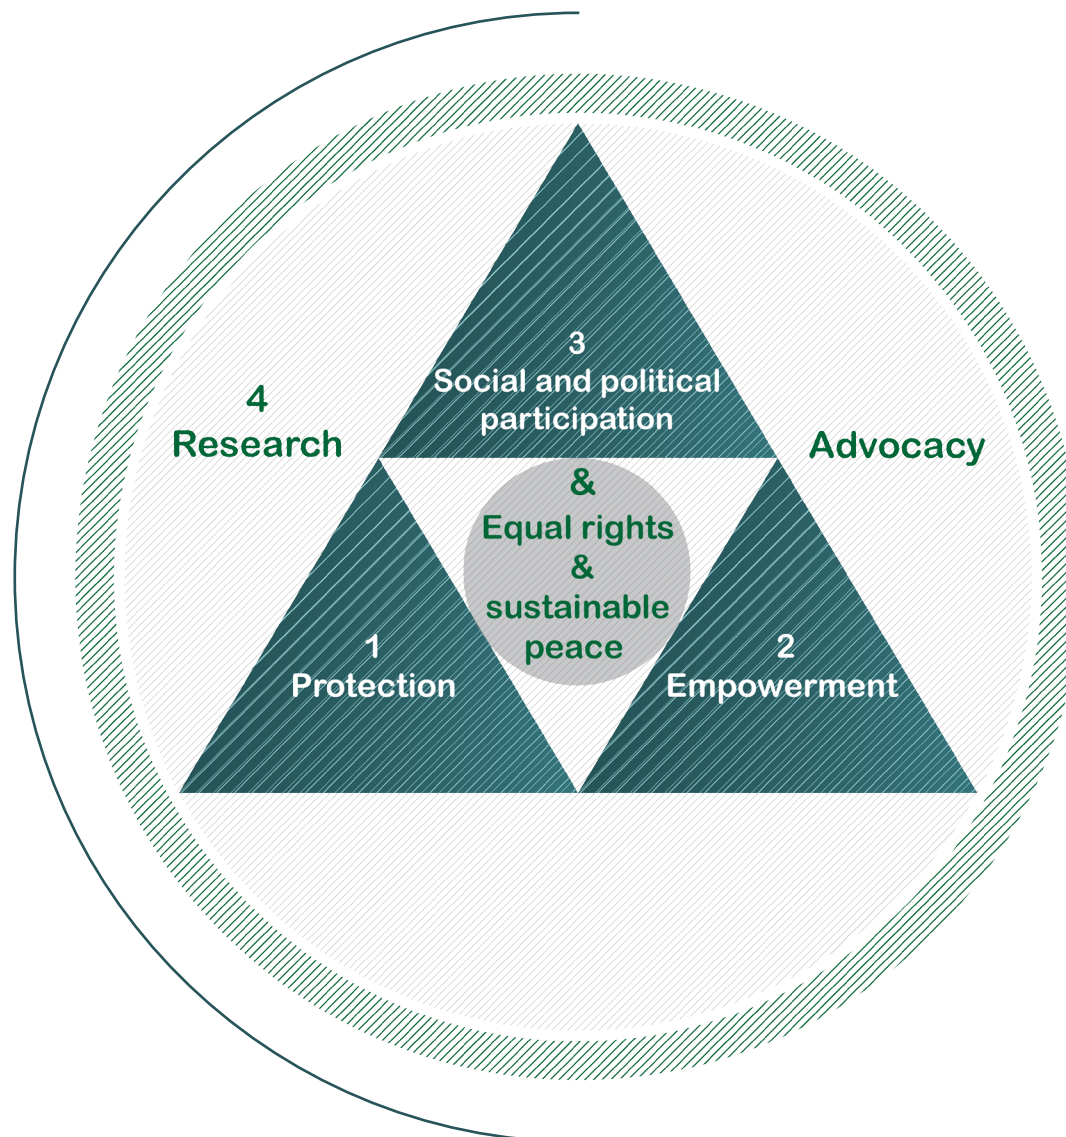 3
Social and political
participation
4
Research
&
Advocacy
Equal rights
&
sustainable
peace
1
Protection
2
Empowerment